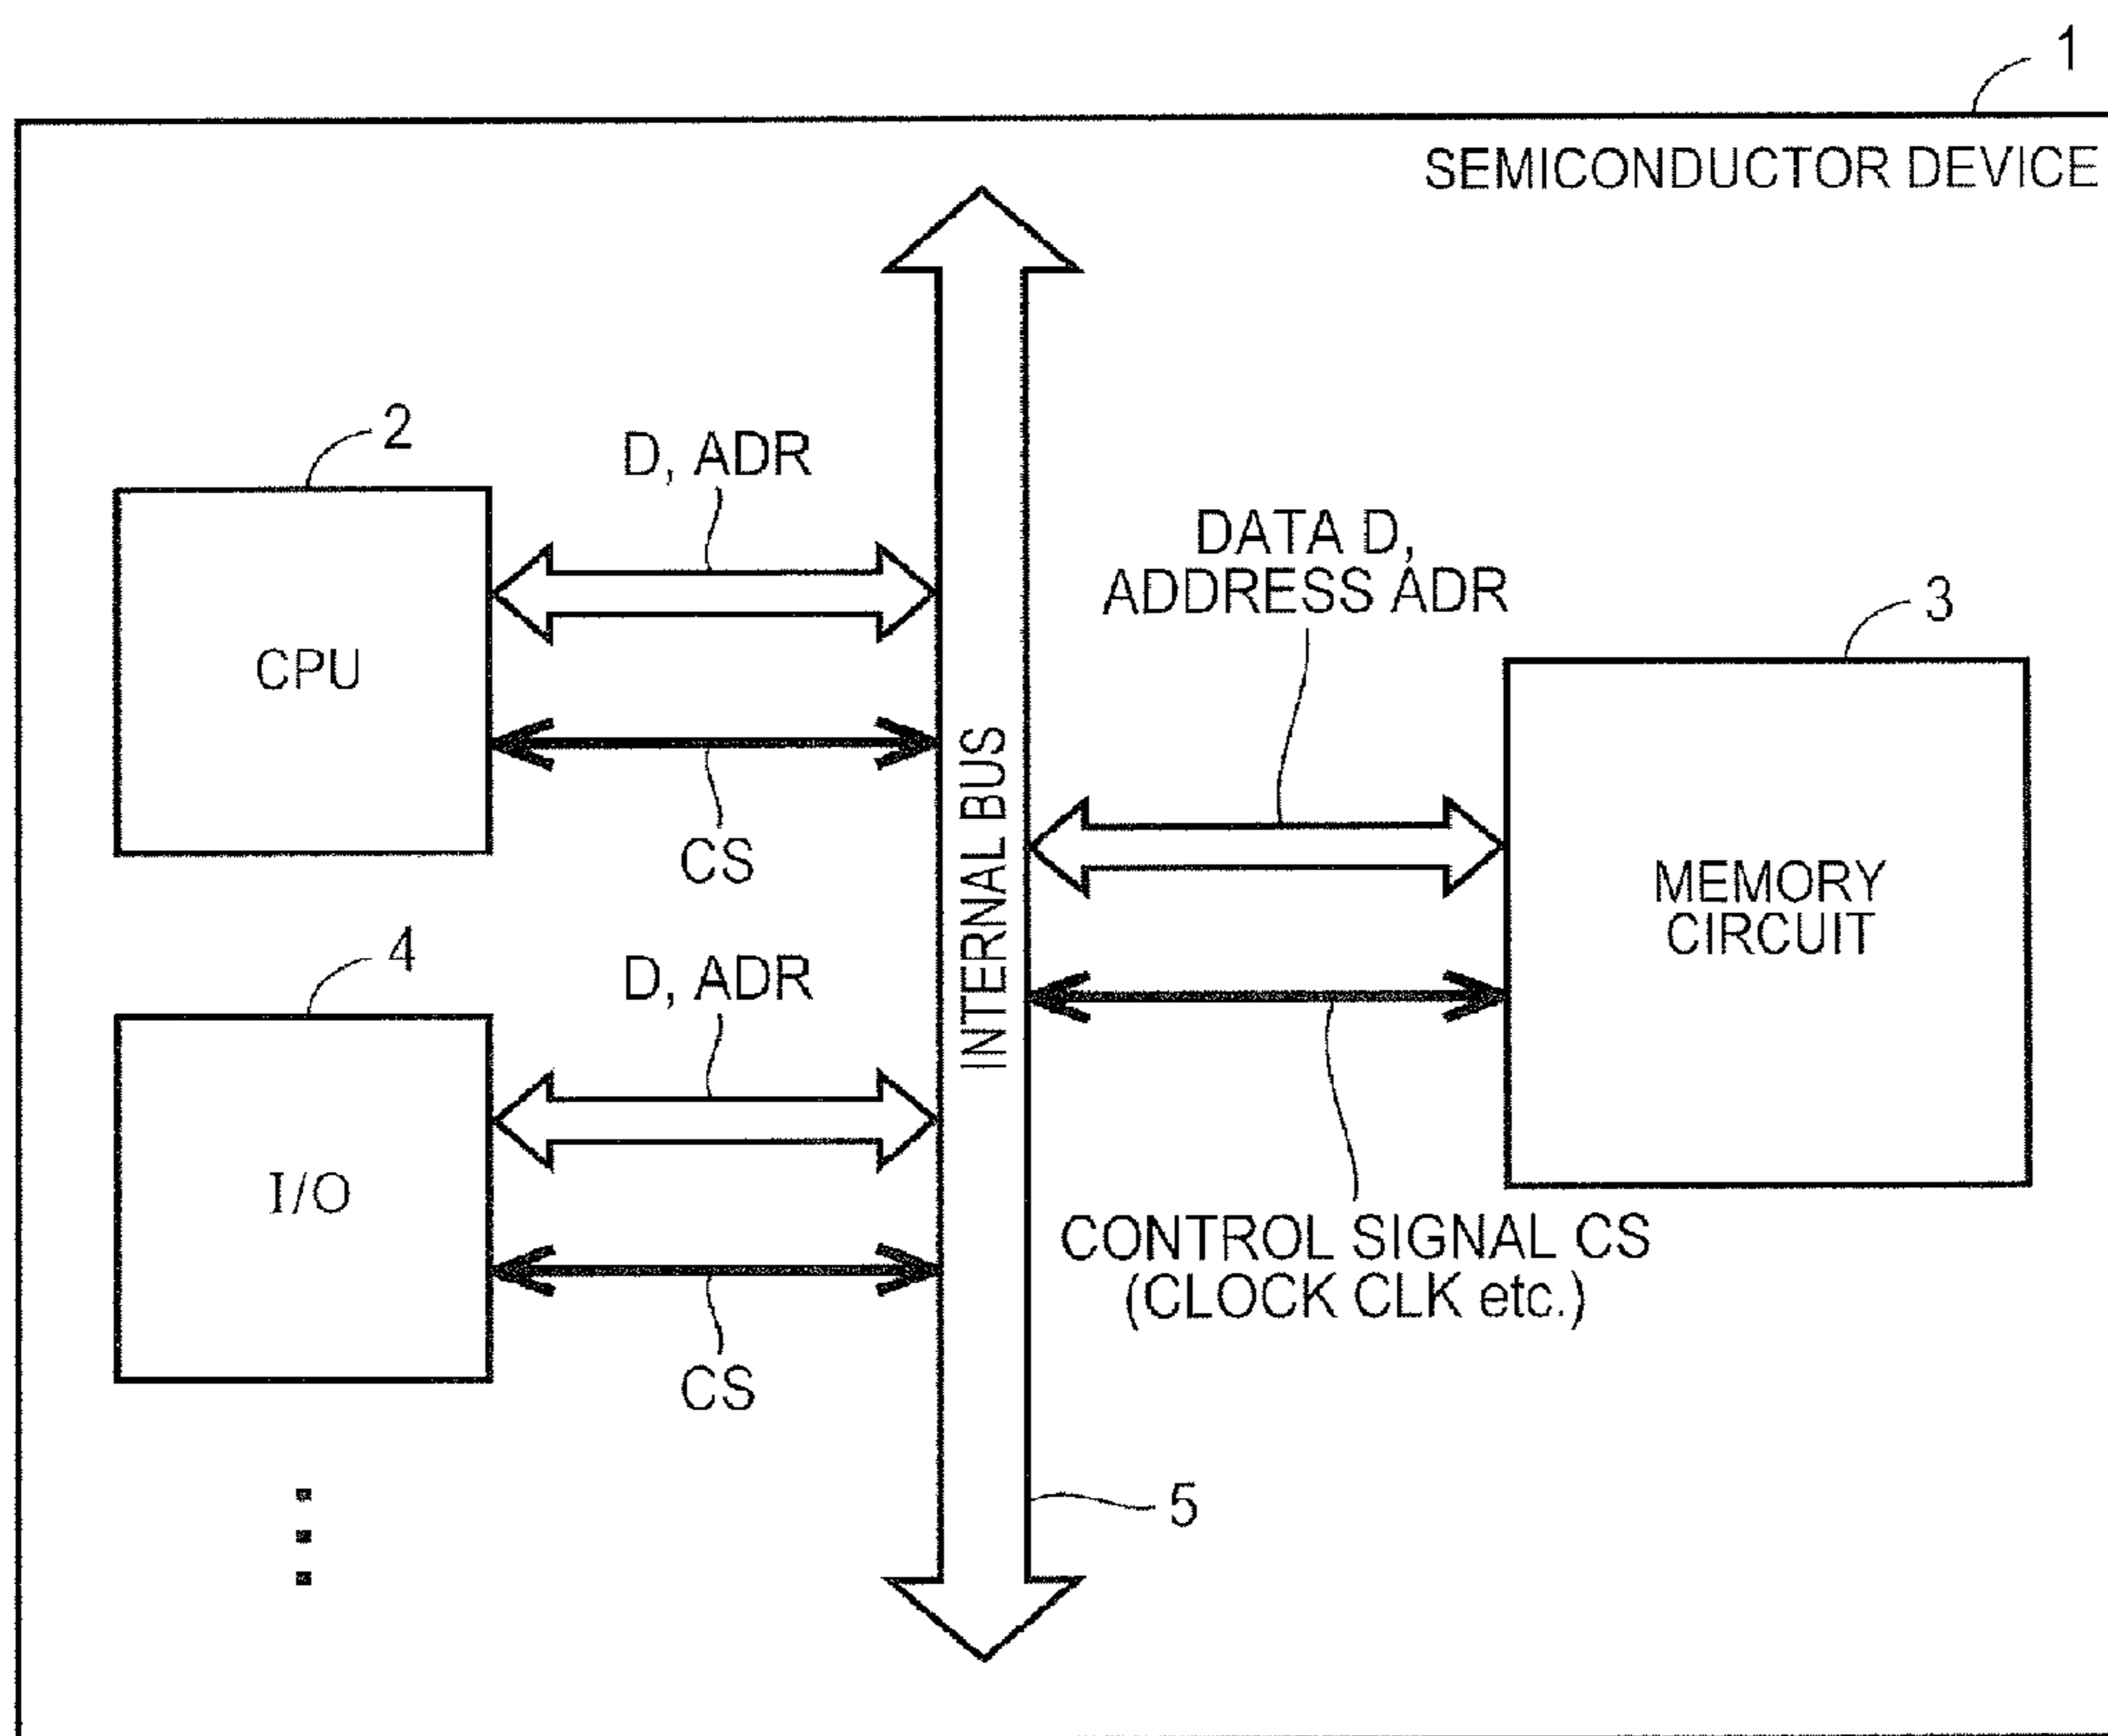 1
SEMICONDUCTOR DEVICE
2
D, ADR
CPU
CS
DATA D,
ADDRESS ADR
3
INTERNAL BUS
MEMORY
CIRCUIT
4
D, ADR
I/O
CS
CONTROL SIGNAL CS
(CLOCK CLK etc.)
5